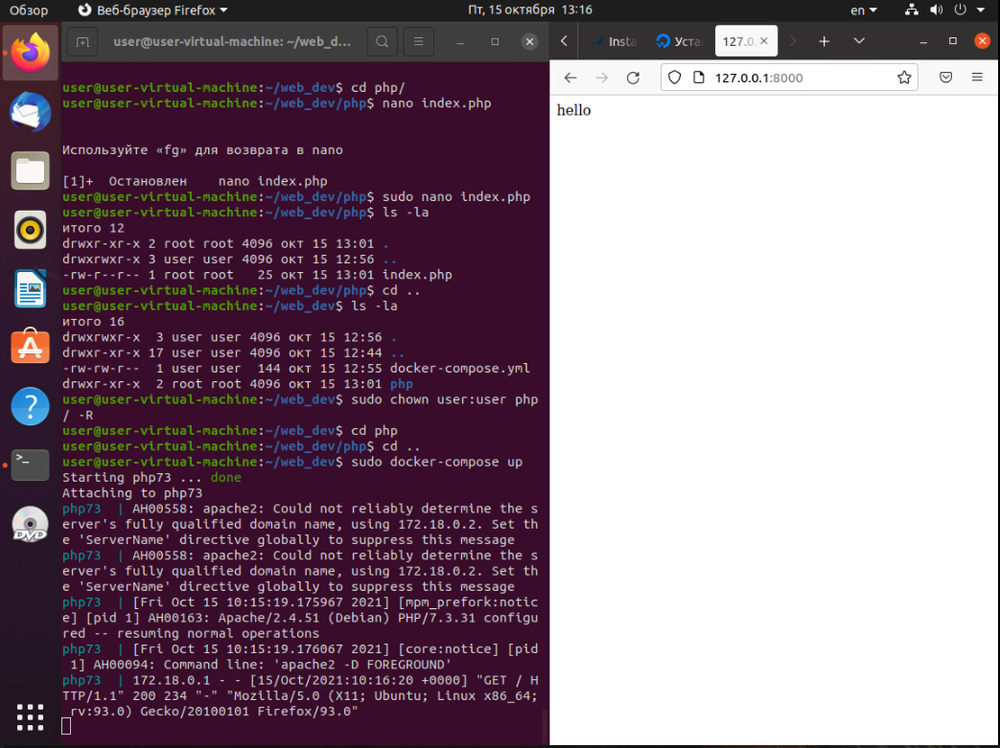 Обзор
Веб-браузер Firefox
Пт, 15 октября 13:16
en
user@user-virtual-machine: ~/web_d...
Insta
Уста
127.0.
127.0.0.1:8000
hello
user@user-virtual-machine:~/web_dev$ cd php/
user@user-virtual-machine:~/web_dev/php$ nano index.php
Используйте «fg» для возврата в nano
[1]+  Остановлен    nano index.php
user@user-virtual-machine:~/web_dev/php$ sudo nano index.php
user@user-virtual-machine:~/web_dev/php$ ls -la
итого 12
drwxr-xr-x 2 root root 4096 окт 15 13:01 .
drwxrwxr-x 3 user user 4096 окт 15 12:56 ..
-rw-r--r-- 1 root root   25 окт 15 13:01 index.php
user@user-virtual-machine:~/web_dev/php$ cd ..
user@user-virtual-machine:~/web_dev$ ls -la
итого 16
drwxrwxr-x  3 user user 4096 окт 15 12:56 .
drwxr-xr-x 17 user user 4096 окт 15 12:44 ..
-rw-rw-r--  1 user user  144 окт 15 12:55 docker-compose.yml
drwxr-xr-x  2 root root 4096 окт 15 13:01 php
user@user-virtual-machine:~/web_dev$ sudo chown user:user php
/ -R
user@user-virtual-machine:~/web_dev$ cd php
user@user-virtual-machine:~/web_dev/php$ cd ..
user@user-virtual-machine:~/web_dev$ sudo docker-compose up
Starting php73 ... done
Attaching to php73
php73  | AH00558: apache2: Could not reliably determine the s
erver's fully qualified domain name, using 172.18.0.2. Set th
e 'ServerName' directive globally to suppress this message
php73  | AH00558: apache2: Could not reliably determine the s
erver's fully qualified domain name, using 172.18.0.2. Set th
e 'ServerName' directive globally to suppress this message
php73  | [Fri Oct 15 10:15:19.175967 2021] [mpm_prefork:notic
e] [pid 1] AH00163: Apache/2.4.51 (Debian) PHP/7.3.31 configu
red -- resuming normal operations
php73  | [Fri Oct 15 10:15:19.176067 2021] [core:notice] [pid
 1] AH00094: Command line: 'apache2 -D FOREGROUND'
php73  | 172.18.0.1 - - [15/Oct/2021:10:16:20 +0000] "GET / H
TTP/1.1" 200 234 "-" "Mozilla/5.0 (X11; Ubuntu; Linux x86_64;
 rv:93.0) Gecko/20100101 Firefox/93.0"
>_
DVD